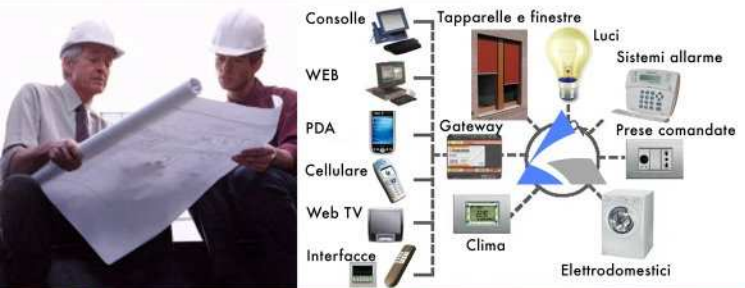 Consolle
WEB
PDA
Cellulare
Web TV
Interfacce
Tapparelle e finestre
Luci
Sistemi allarme
Gateway
Prese comandate
Clima
Elettrodomestici